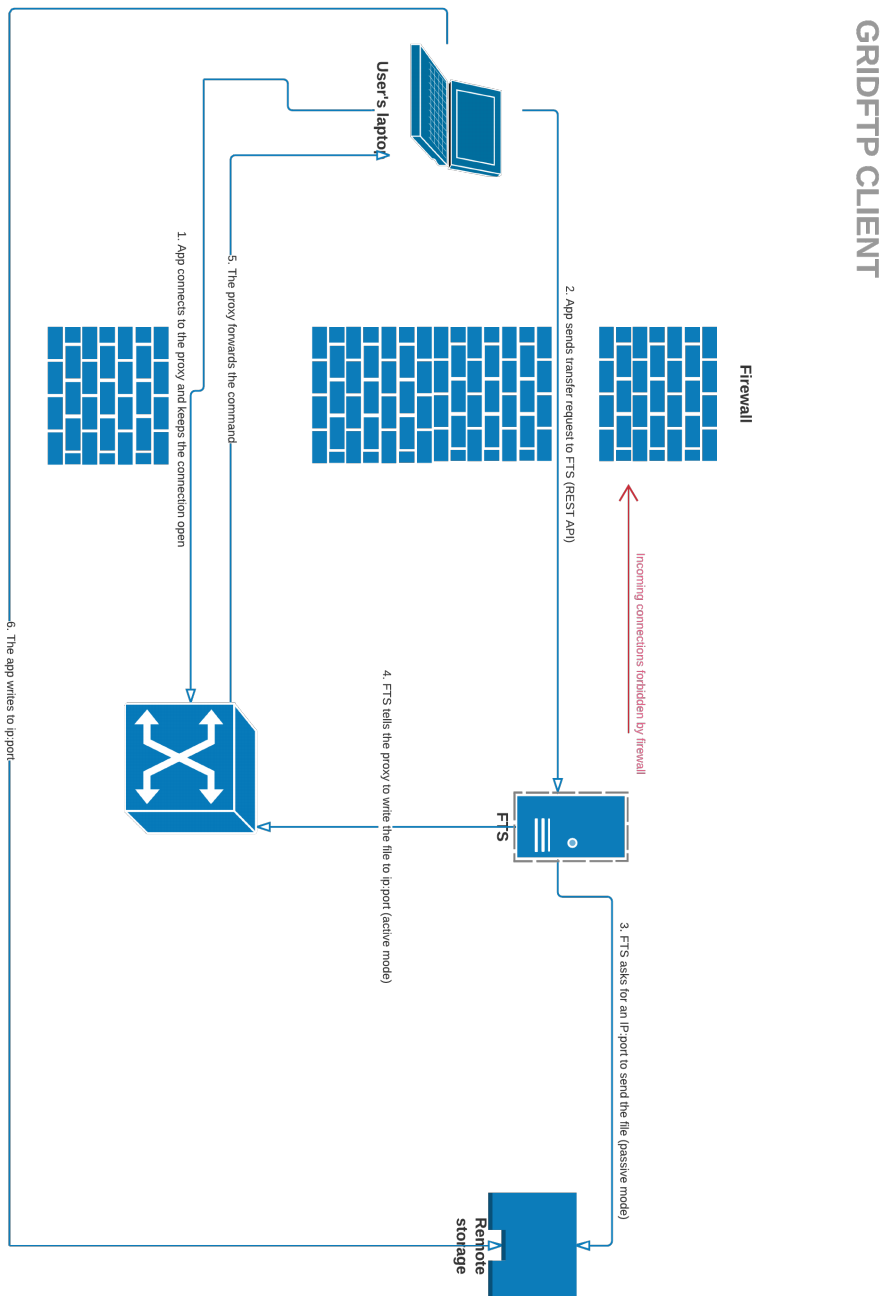 GRIDFTP CLIENT
Firewall
Incoming connections forbidden by firewall
3. FTS asks for an IP:port to send the file (passive mode)
2. App sends transfer request to FTS (REST API)
FTS
Remote
storage
User's laptop
4. FTS tells the proxy to write the file to ip:port (active mode)
5. The proxy forwards the command
1. App connects to the proxy and keeps the connection open
6. The app writes to ip:port